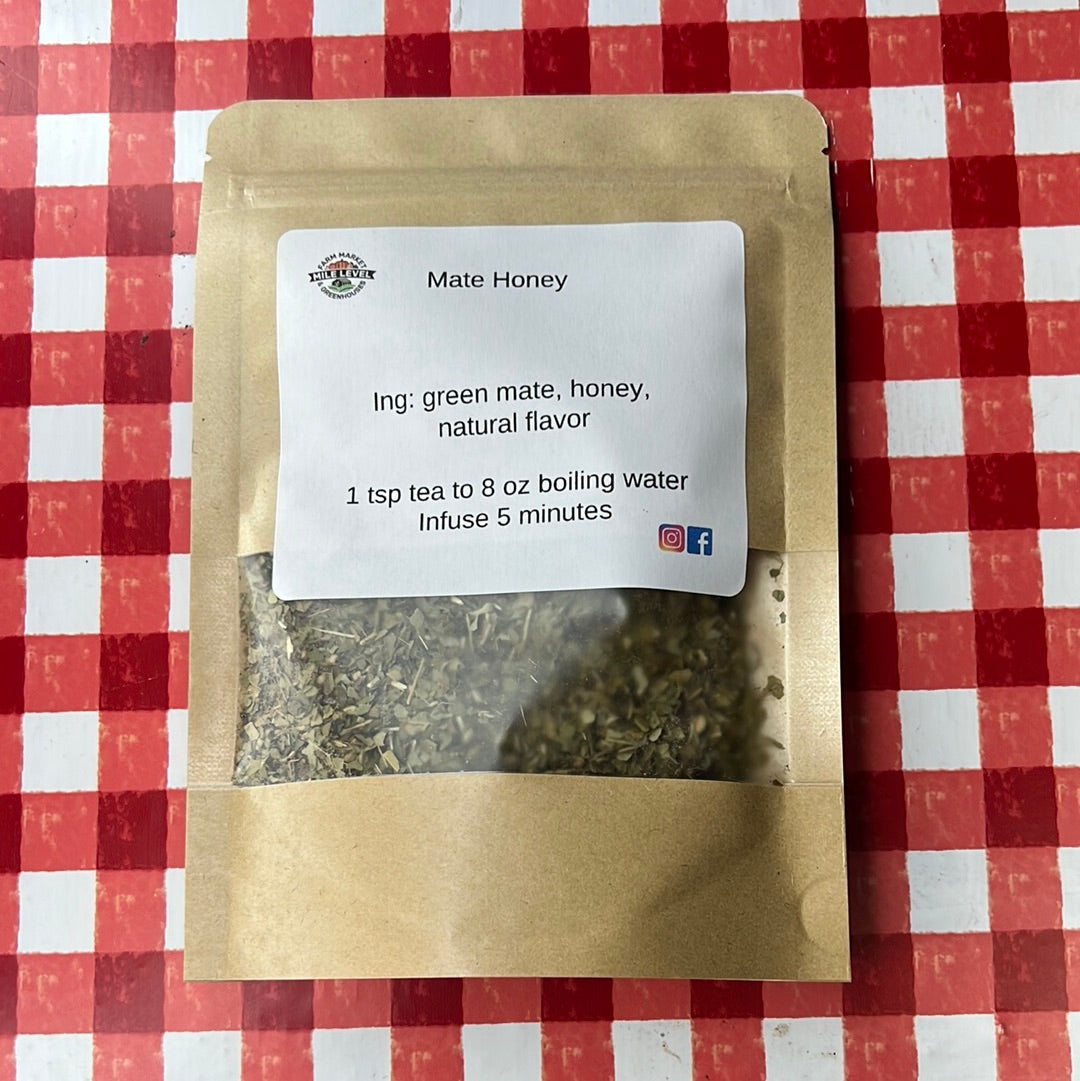 FARM MARKET
MILE LEVEL
& GREENHOUSES
Mate Honey
Ing: green mate, honey,
natural flavor
1 tsp tea to 8 oz boiling water
Infuse 5 minutes